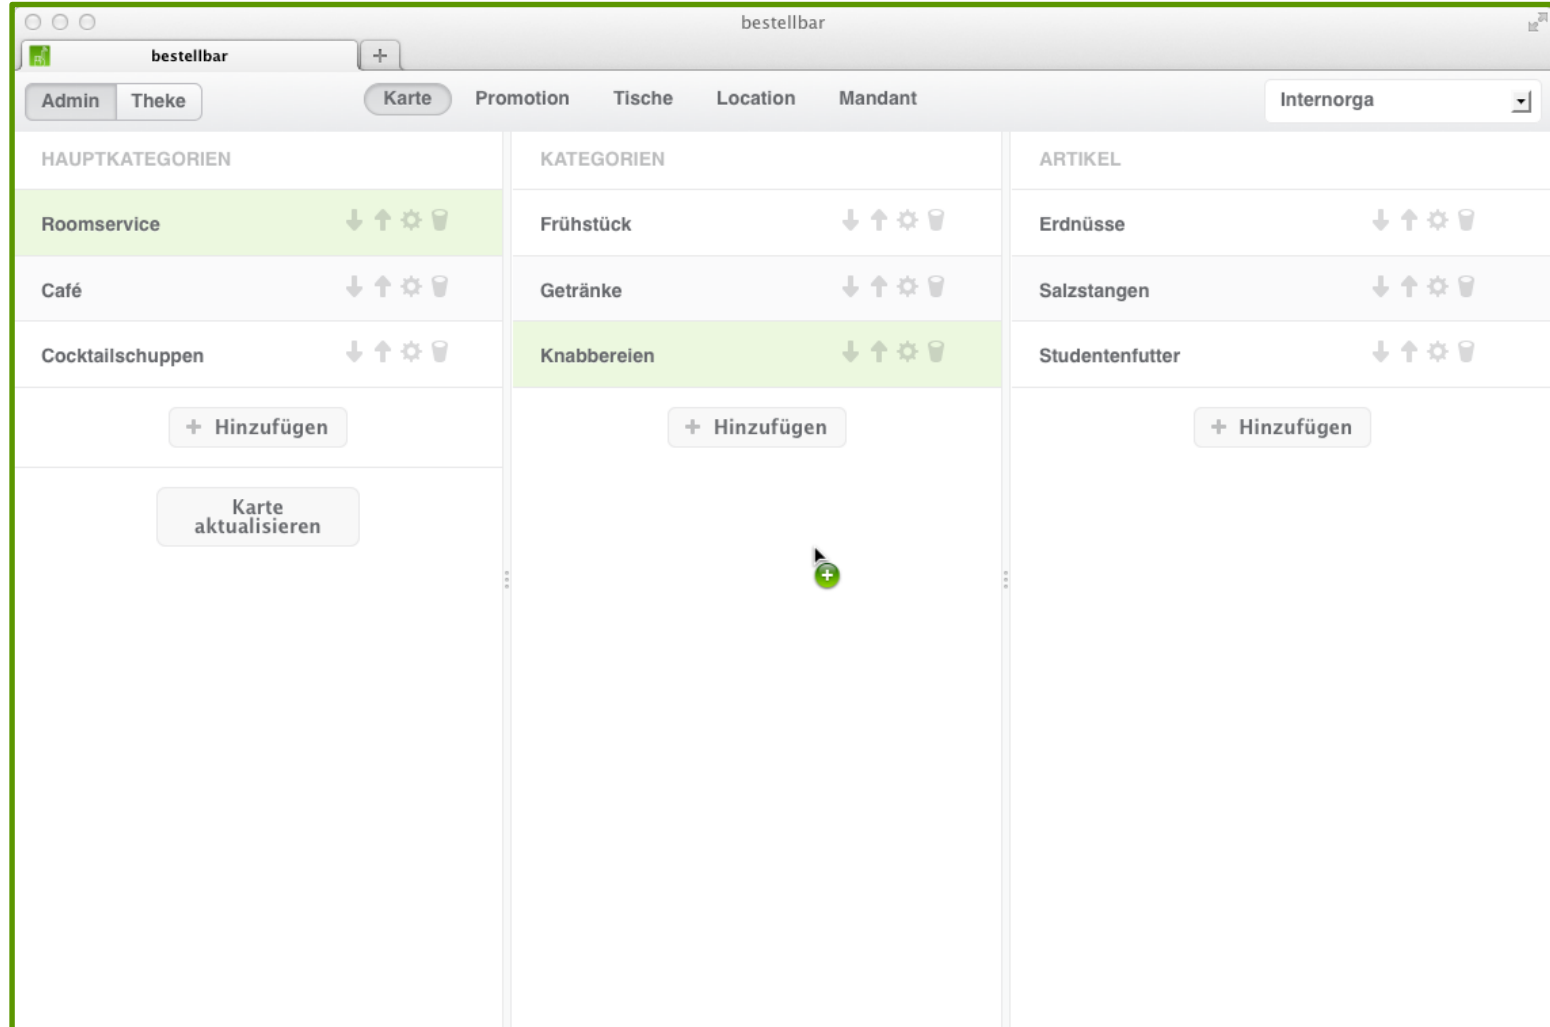 bestellbar
bestellbar
Admin Theke Karte Promotion Tische Location Mandant Internorga
HAUPTKATEGORIEN KATEGORIEN ARTIKEL
Roomservice Frühstück Erdnüsse
Café Getränke Salzstangen
Cocktailschuppen Knabbereien Studentenfutter
+ Hinzufügen + Hinzufügen + Hinzufügen
Karte
aktualisieren